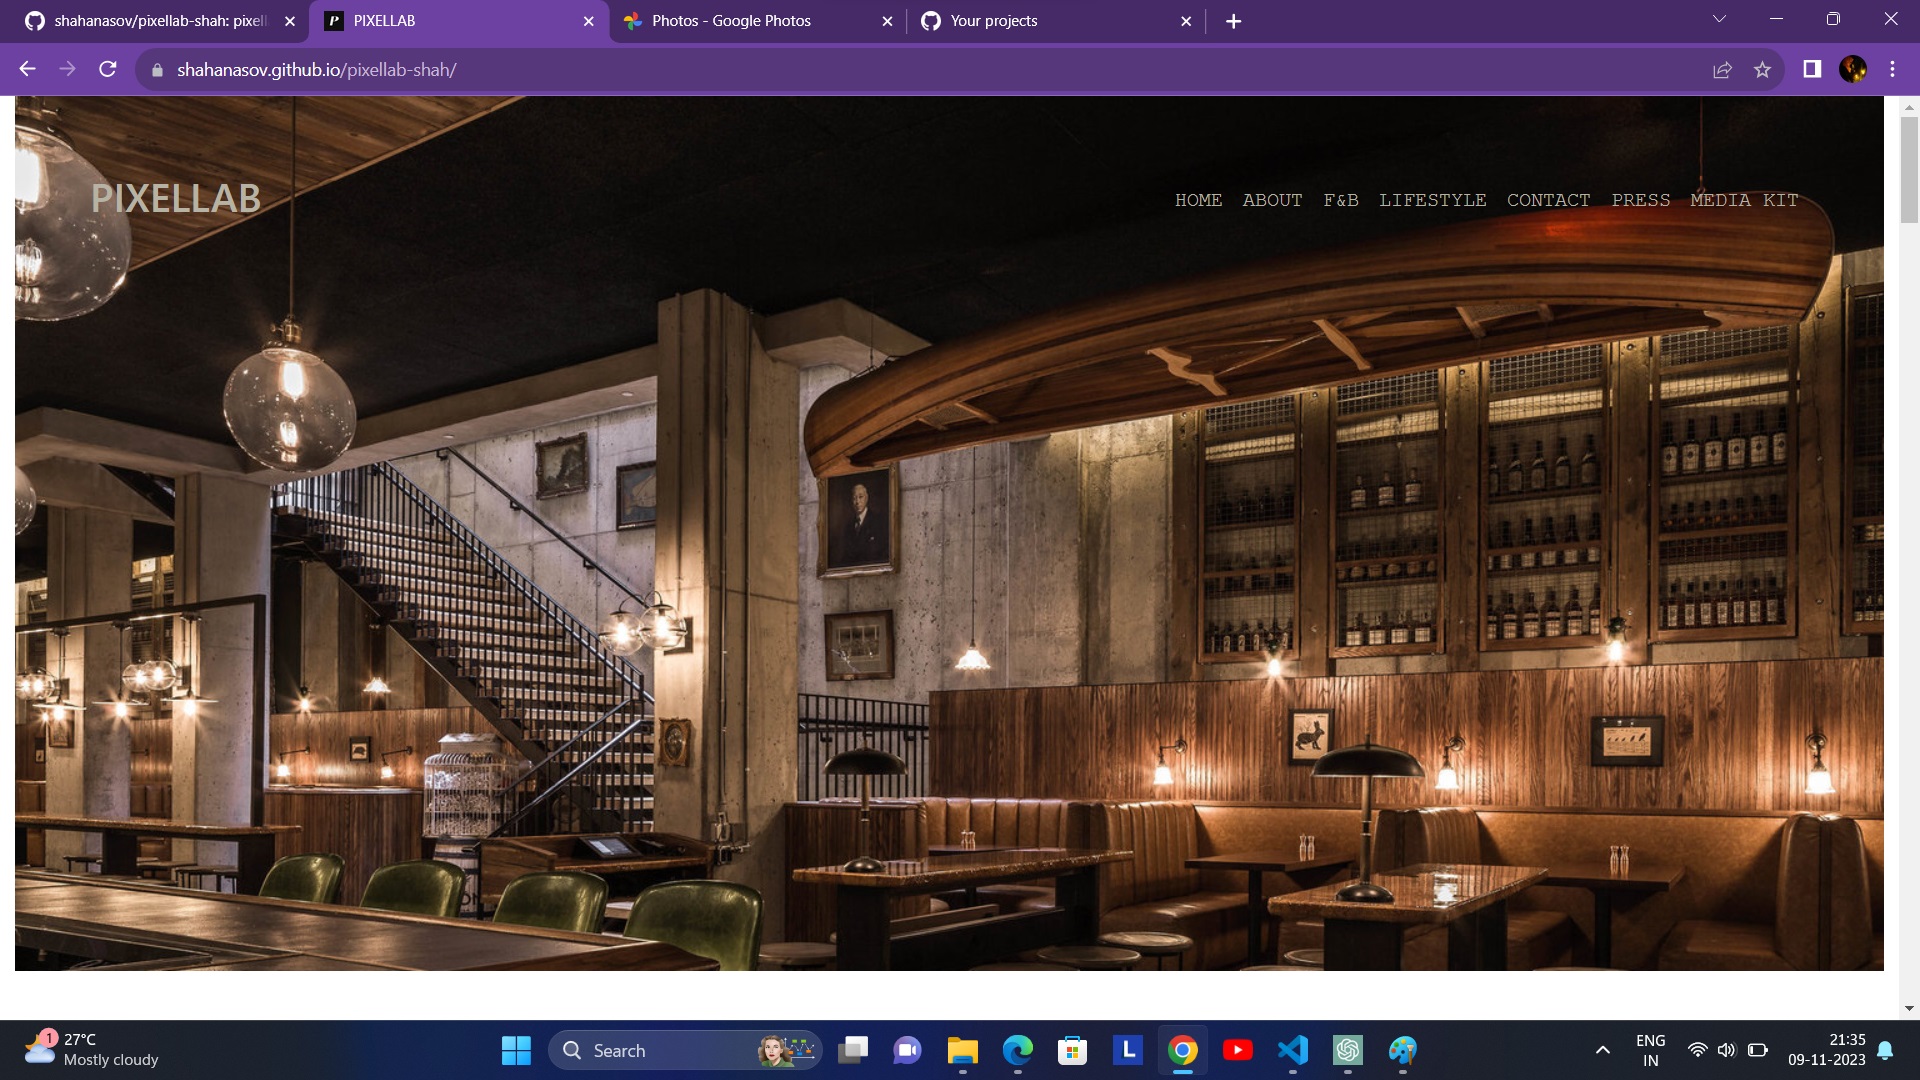 shahanasov/pixellab-shah: pixell
PIXELLAB
Photos - Google Photos
Your projects
shahanasov.github.io/pixellab-shah/
PIXELLAB
HOME ABOUT F&B LIFESTYLE CONTACT PRESS MEDIA KIT
1
27°C
Mostly cloudy
Search
L
ENG
IN
21:35
09-11-2023